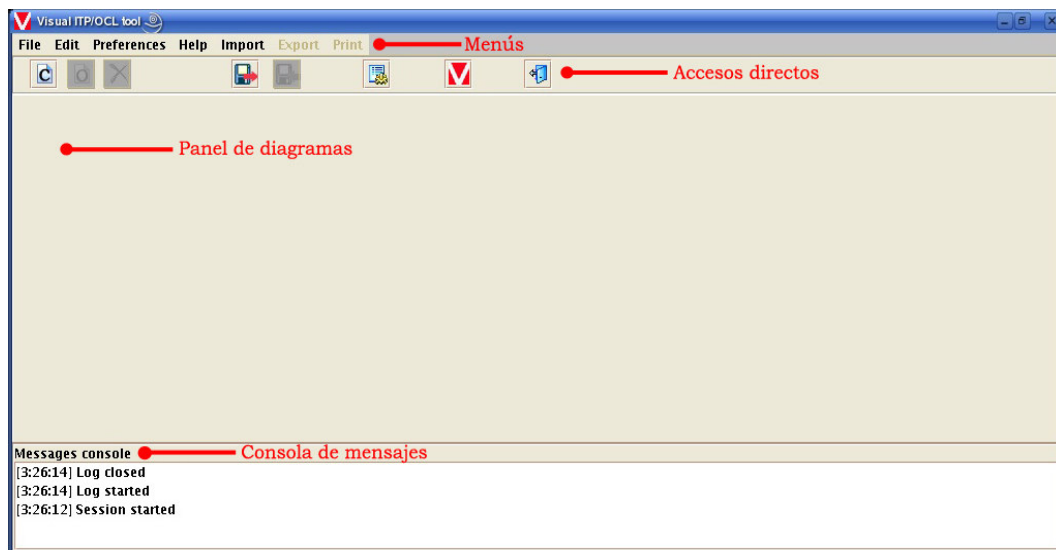 Visual ITP/OCL tool
File Edit Preferences Help Import Export Print Menús
C O Accesos directos
Panel de diagramas
Messages console Consola de mensajes
[3:26:14] Log closed
[3:26:14] Log started
[3:26:12] Session started